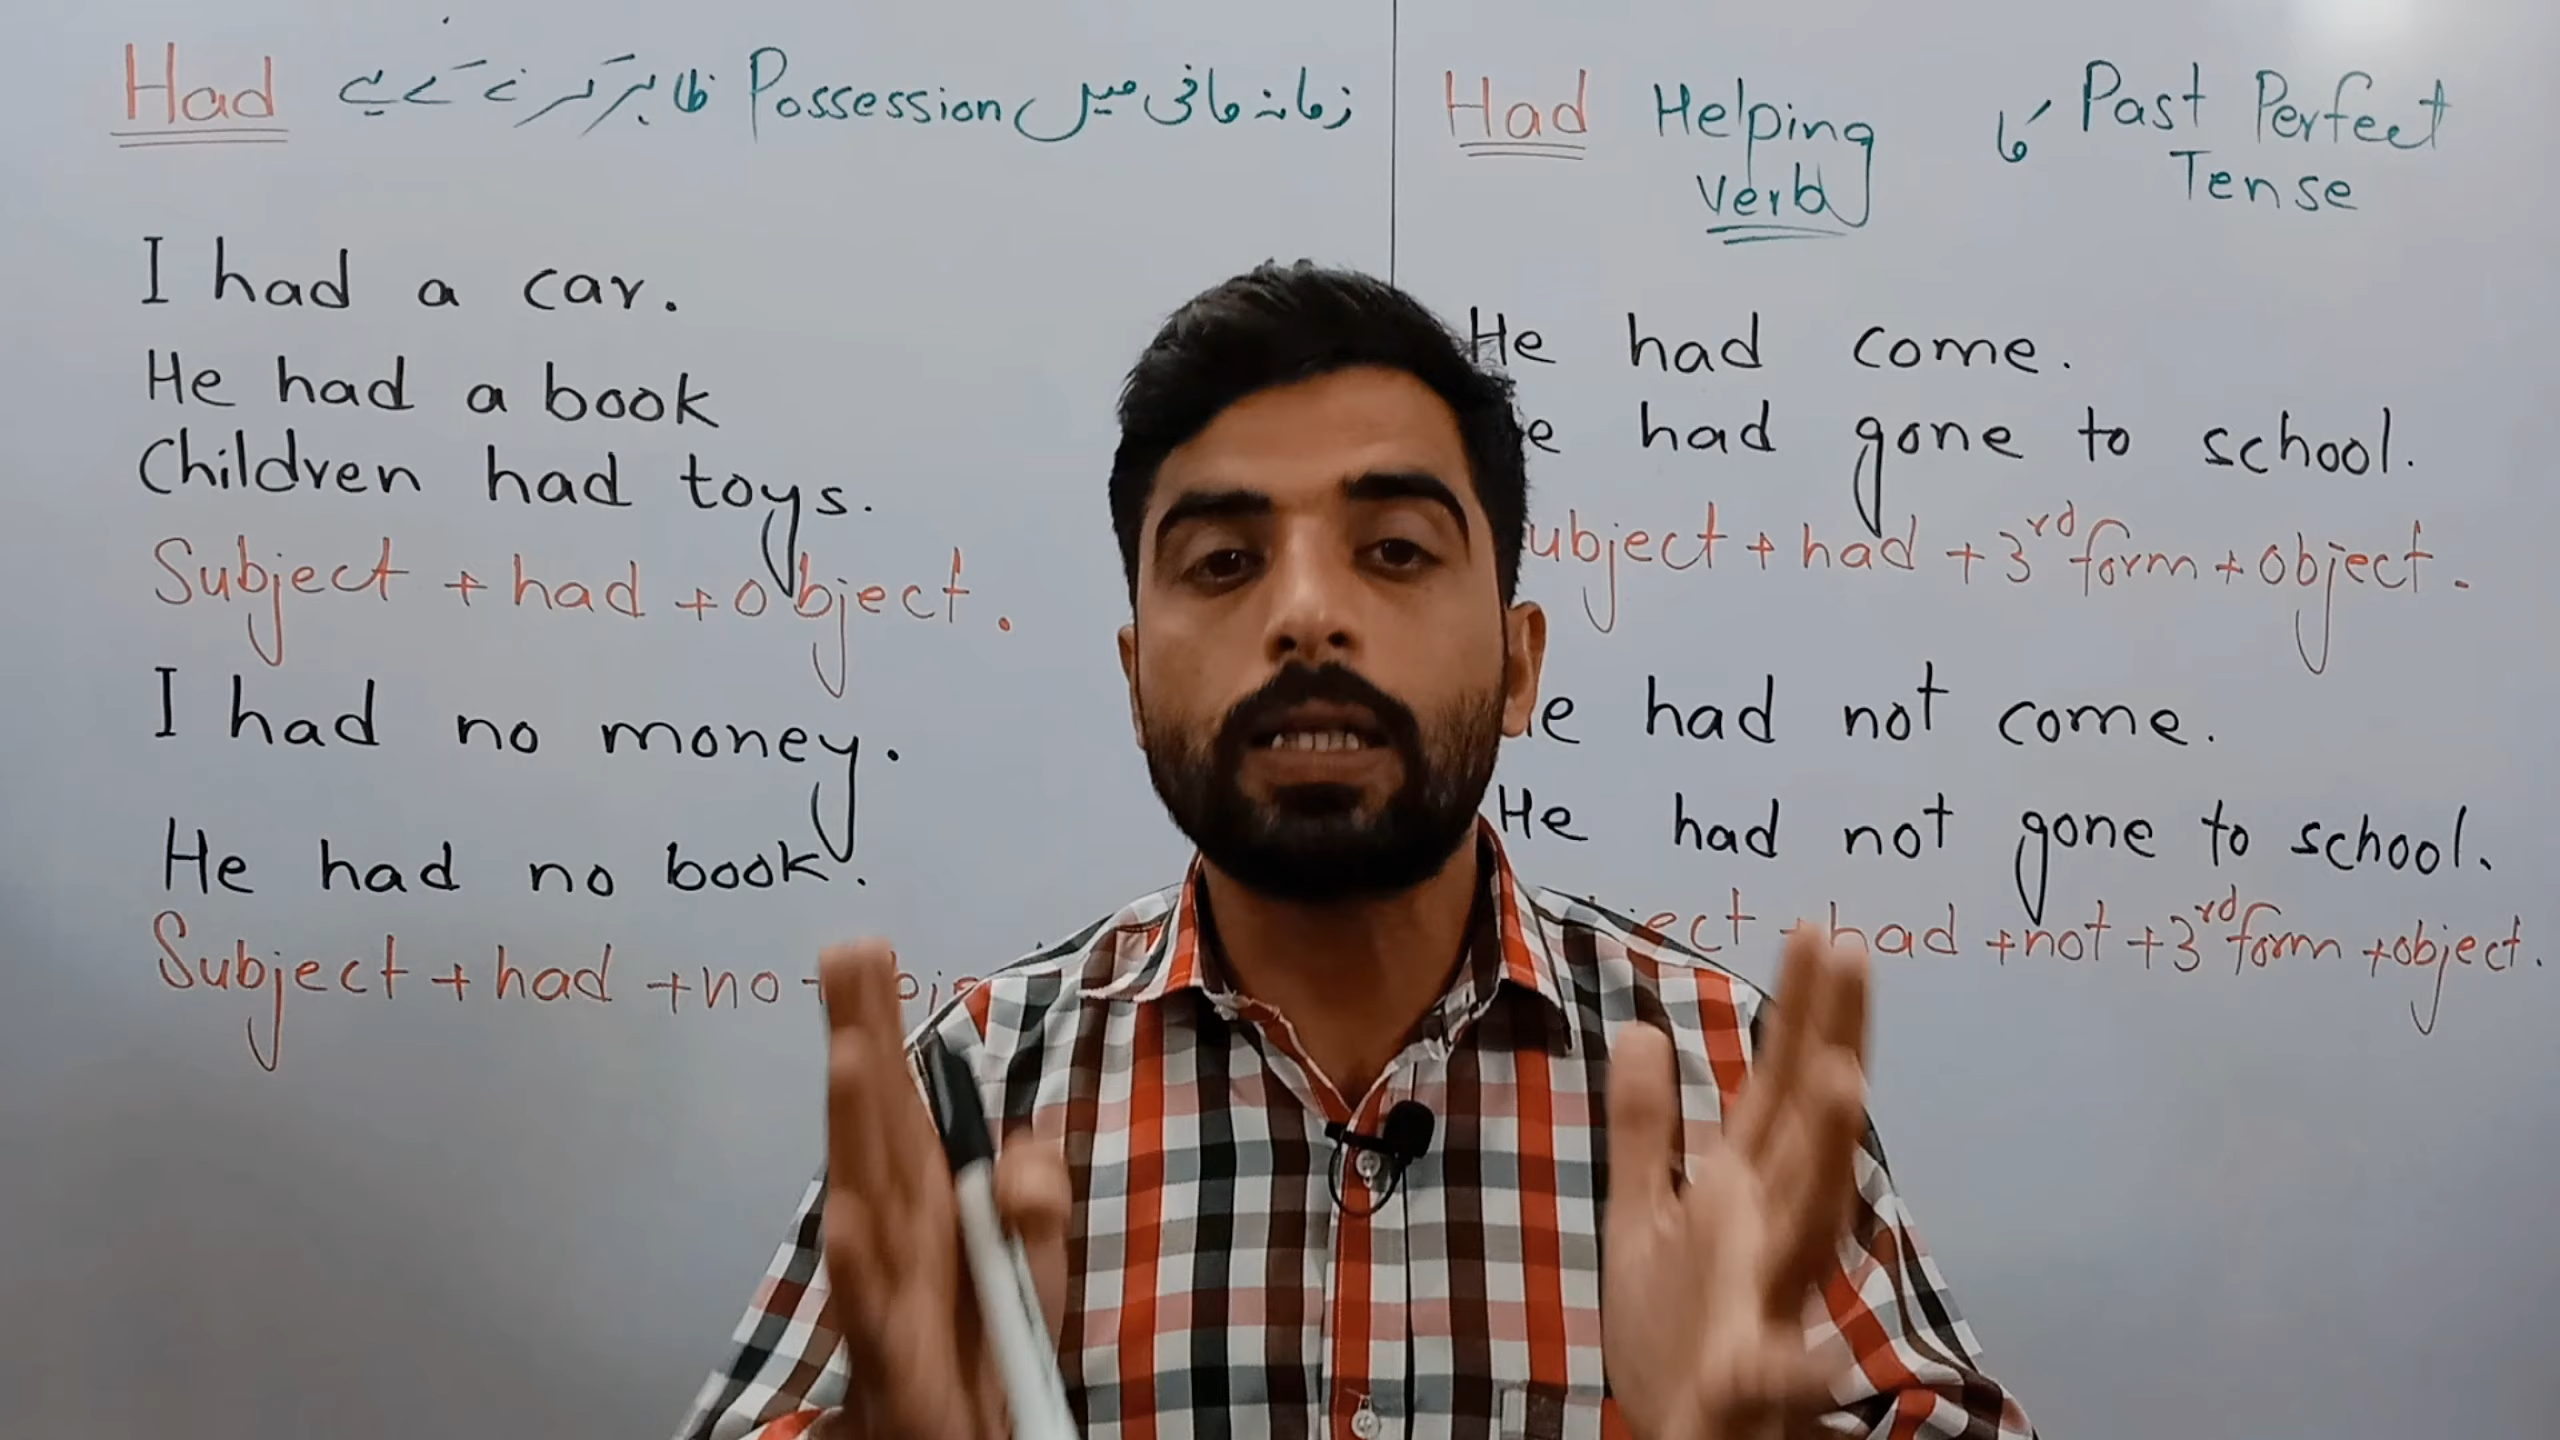 Had زمانہ ماضی میں Possession ظاہر کرنے کے لیے
I had a car.
He had a book
Children had toys.
Subject + had + object.
I had no money.
He had no book.
Subject + had + no +
Had Helping Verb کا Past Perfect
Tense
He had come.
e had gone to school.
ubject + had + 3rd form + object.
e had not come.
He had not gone to school.
ject + had + not + 3rd form + object.